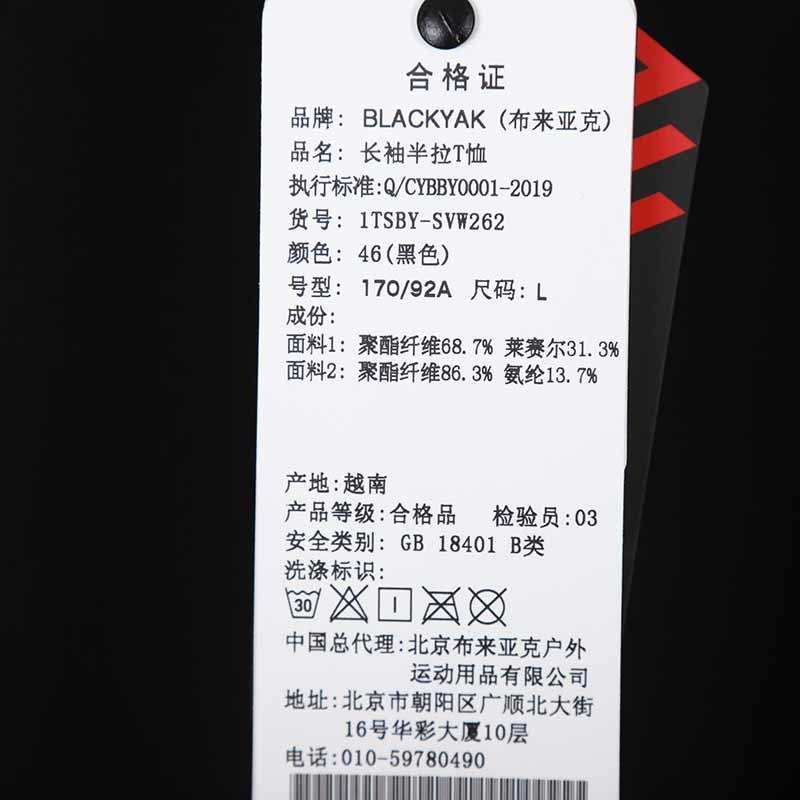 合格证
品牌: BLACKYAK (布来亚克)
品名: 长袖半拉T恤
执行标准:Q/CYBBY0001-2019
货号: 1TSBY-SVW262
颜色: 46(黑色)
号型: 170/92A 尺码: L
成份:
面料1: 聚酯纤维68.7% 莱赛尔31.3%
面料2: 聚酯纤维86.3% 氨纶13.7%
产地:越南
产品等级:合格品 检验员:03
安全类别: GB 18401 B类
洗涤标识:
30
中国总代理:北京布来亚克户外
运动用品有限公司
地址:北京市朝阳区广顺北大街
16号华彩大厦10层
电话:010-59780490